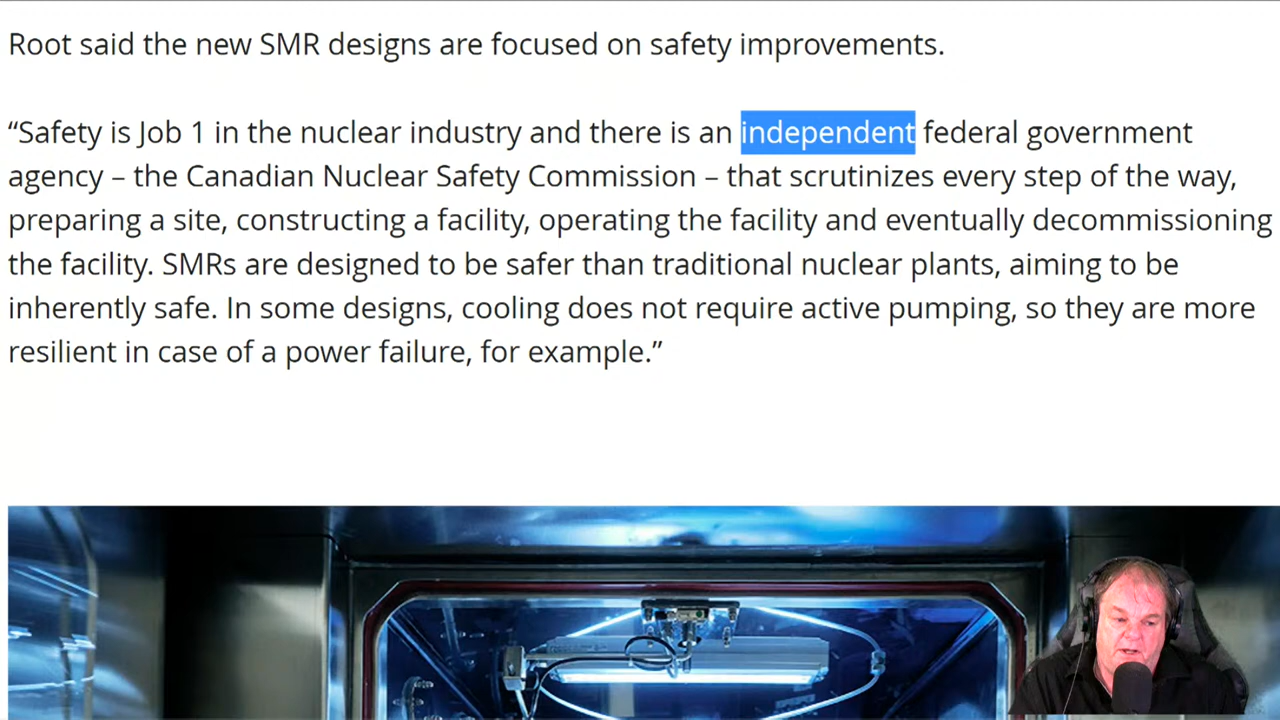 Root said the new SMR designs are focused on safety improvements.
“Safety is Job 1 in the nuclear industry and there is an independent federal government
agency – the Canadian Nuclear Safety Commission – that scrutinizes every step of the way,
preparing a site, constructing a facility, operating the facility and eventually decommissioning
the facility. SMRs are designed to be safer than traditional nuclear plants, aiming to be
inherently safe. In some designs, cooling does not require active pumping, so they are more
resilient in case of a power failure, for example.”